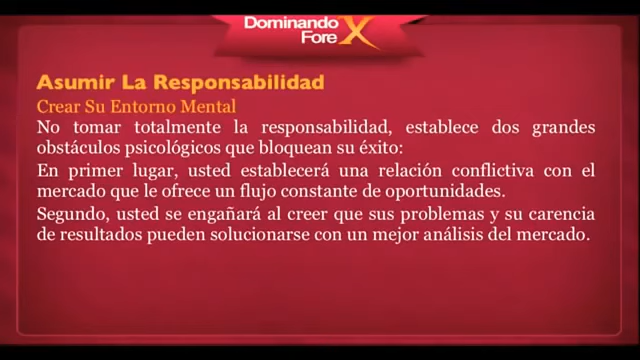 Dominando
ForeX
Asumir La Responsabilidad
Crear Su Entorno Mental
No tomar totalmente la responsabilidad, establece dos grandes
obstáculos psicológicos que bloquean su éxito:
En primer lugar, usted establecerá una relación conflictiva con el
mercado que le ofrece un flujo constante de oportunidades.
Segundo, usted se engañará al creer que sus problemas y su carencia
de resultados pueden solucionarse con un mejor análisis del mercado.